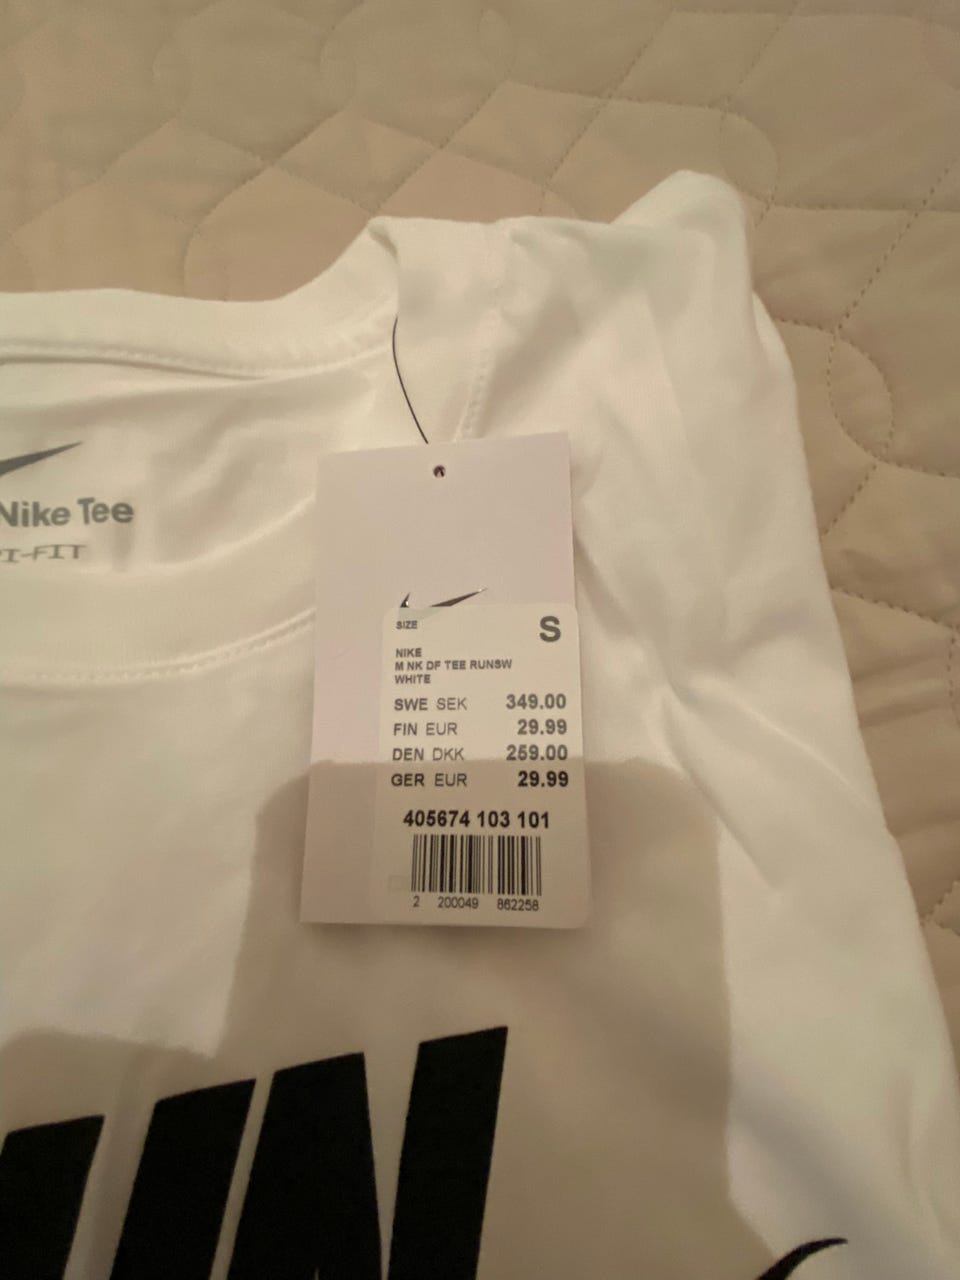 Nike Tee
SIZE S
NIKE
M NK DF TEE RUNSW
WHITE
SWE SEK 349.00
FIN EUR 29.99
DEN DKK 259.00
GER EUR 29.99
405674 103 101
2 200049 862258